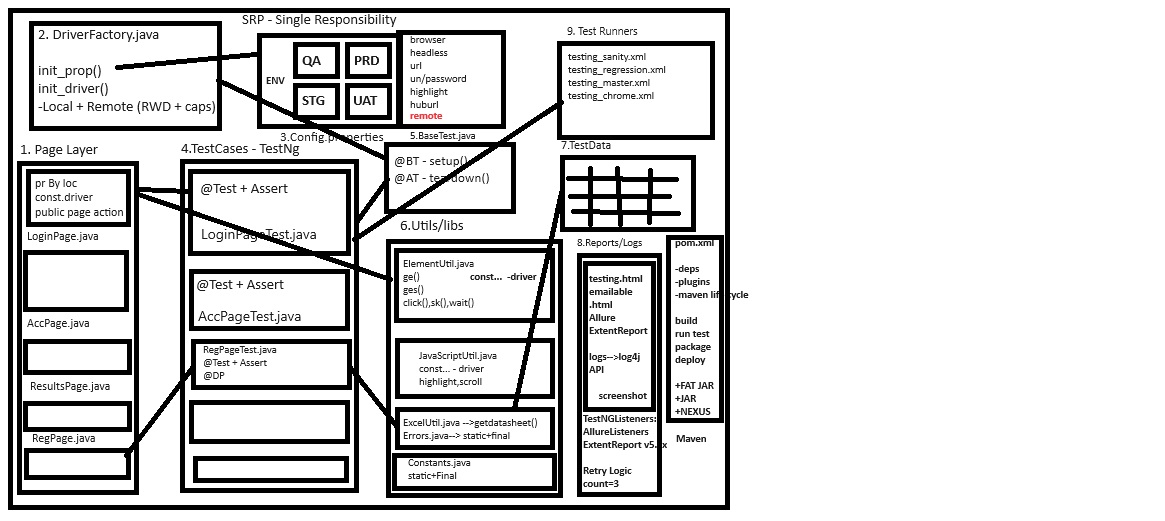 SRP - Single Responsibility
2. DriverFactory.java
init_prop()
init_driver()
-Local + Remote (RWD + caps)
ENV
QA
PRD
STG
UAT
browser
headless
url
un/password
highlight
huburl
remote
3.Config.properties
9. Test Runners
testing_sanity.xml
testing_regression.xml
testing_master.xml
testing_chrome.xml
5.BaseTest.java
@BT - setup()
@AT - teardown()
7.TestData
1. Page Layer
pr By loc
const.driver
public page action
LoginPage.java
AccPage.java
ResultsPage.java
RegPage.java
4.TestCases - TestNg
@Test + Assert
LoginPageTest.java
@Test + Assert
AccPageTest.java
RegPageTest.java
@Test + Assert
@DP
6.Utils/libs
ElementUtil.java
ge() const... -driver
ges()
click(),sk(),wait()
JavaScriptUtil.java
const... - driver
highlight,scroll
ExcelUtil.java -->getdatasheet()
Errors.java--> static+final
Constants.java
static+Final
8.Reports/Logs
testing.html
emailable
.html
Allure
ExtentReport
logs-->log4j
API
screenshot
TestNGListeners:
AllureListeners
ExtentReport v5.xx
Retry Logic
count=3
pom.xml
-deps
-plugins
-maven lifecycle
build
run test
package
deploy
+FAT JAR
+JAR
+NEXUS
Maven